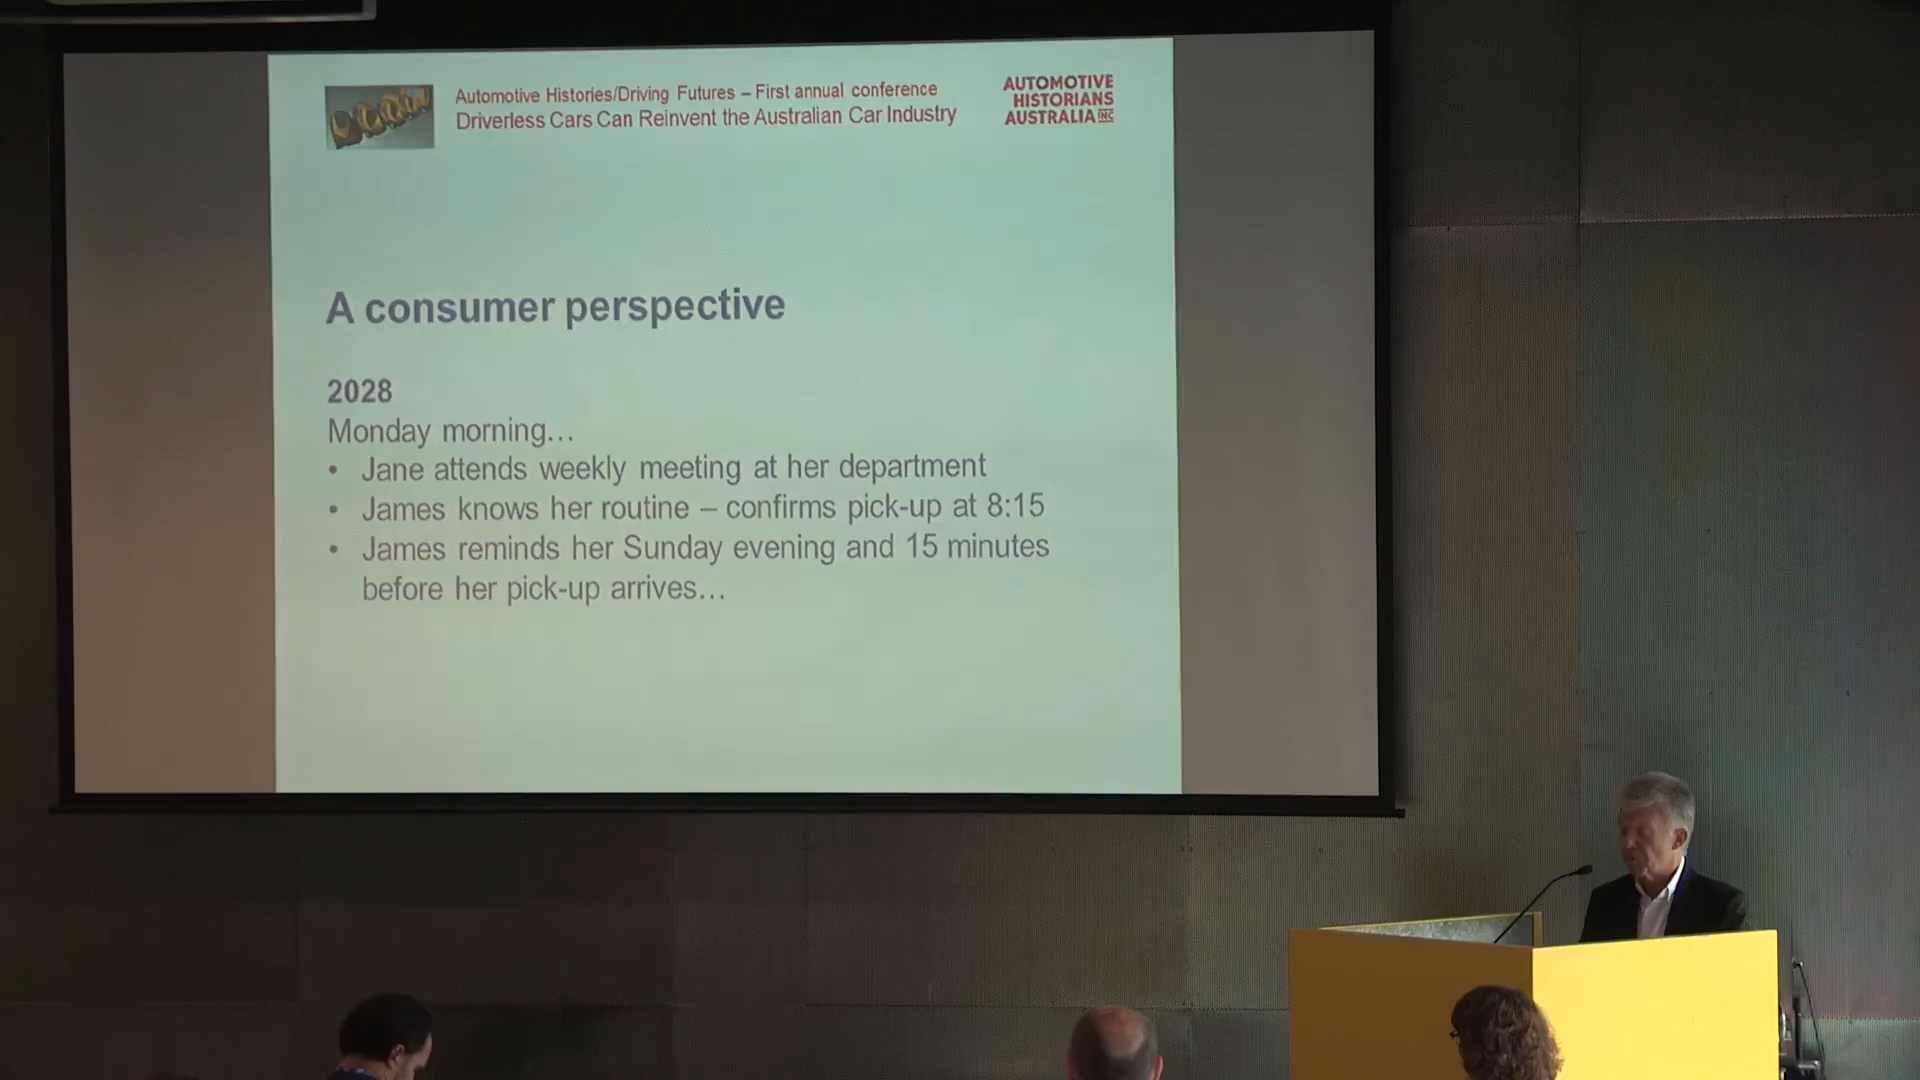 Automotive Histories/Driving Futures – First annual conference
Driverless Cars Can Reinvent the Australian Car Industry
AUTOMOTIVE
HISTORIANS
AUSTRALIA INC
A consumer perspective
2028
Monday morning…
• Jane attends weekly meeting at her department
• James knows her routine – confirms pick-up at 8:15
• James reminds her Sunday evening and 15 minutes
before her pick-up arrives…